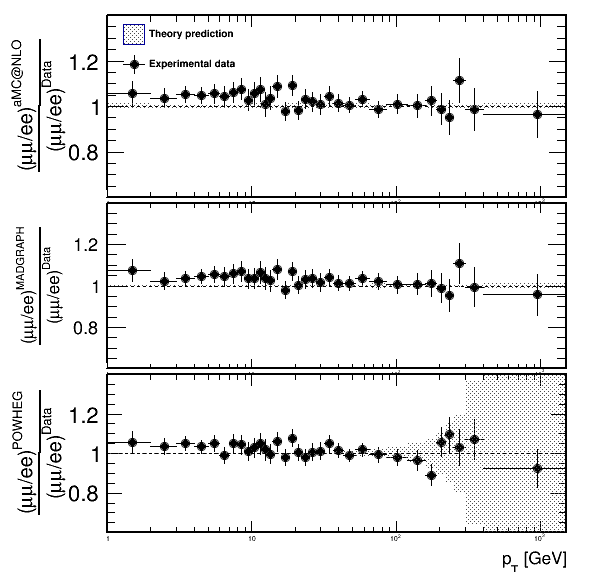 Theory prediction
Experimental data
(μμ/ee)aMC@NLO
(μμ/ee)Data
1.2
1
0.8
(μμ/ee)MADGRAPH
(μμ/ee)Data
1.2
1
0.8
(μμ/ee)POWHEG
(μμ/ee)Data
1.2
1
0.8
1 10 10² 10³
pT [GeV]